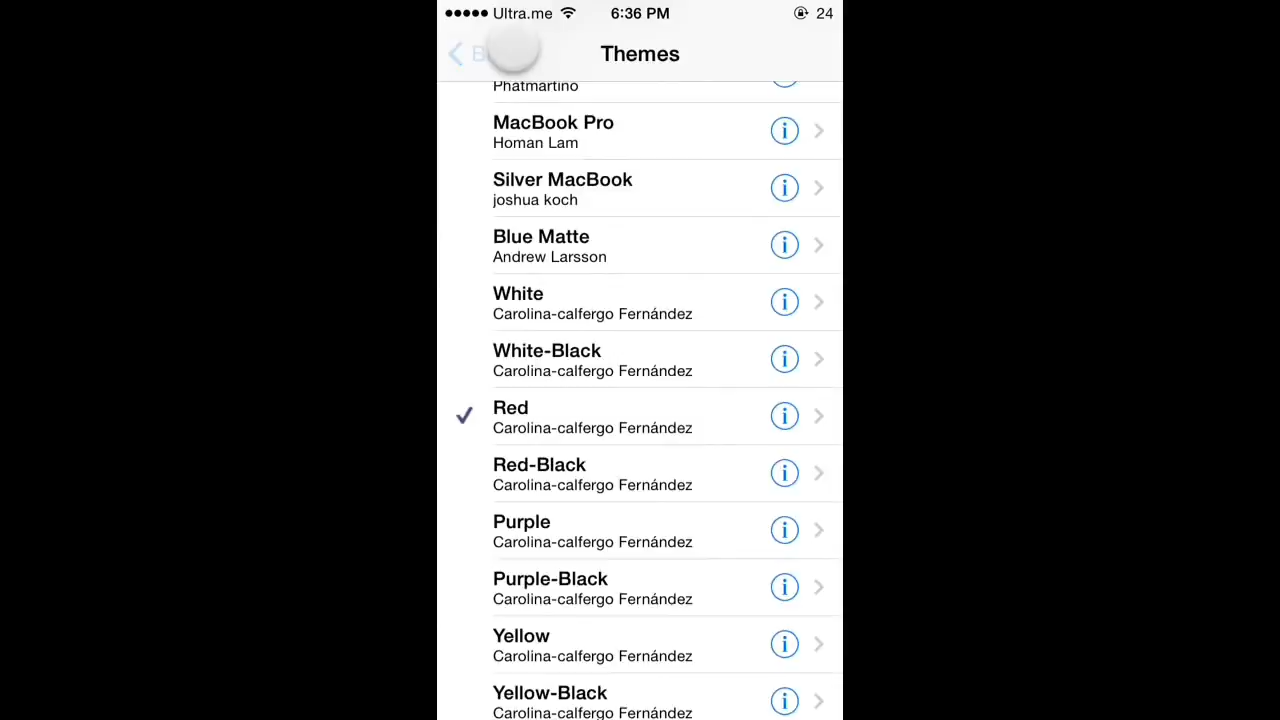 Ultra.me 6:36 PM 24
B Themes
Phatmartino
MacBook Pro
Homan Lam
Silver MacBook
joshua koch
Blue Matte
Andrew Larsson
White
Carolina-calfergo Fernández
White-Black
Carolina-calfergo Fernández
Red
Carolina-calfergo Fernández
Red-Black
Carolina-calfergo Fernández
Purple
Carolina-calfergo Fernández
Purple-Black
Carolina-calfergo Fernández
Yellow
Carolina-calfergo Fernández
Yellow-Black
Carolina-calfergo Fernández